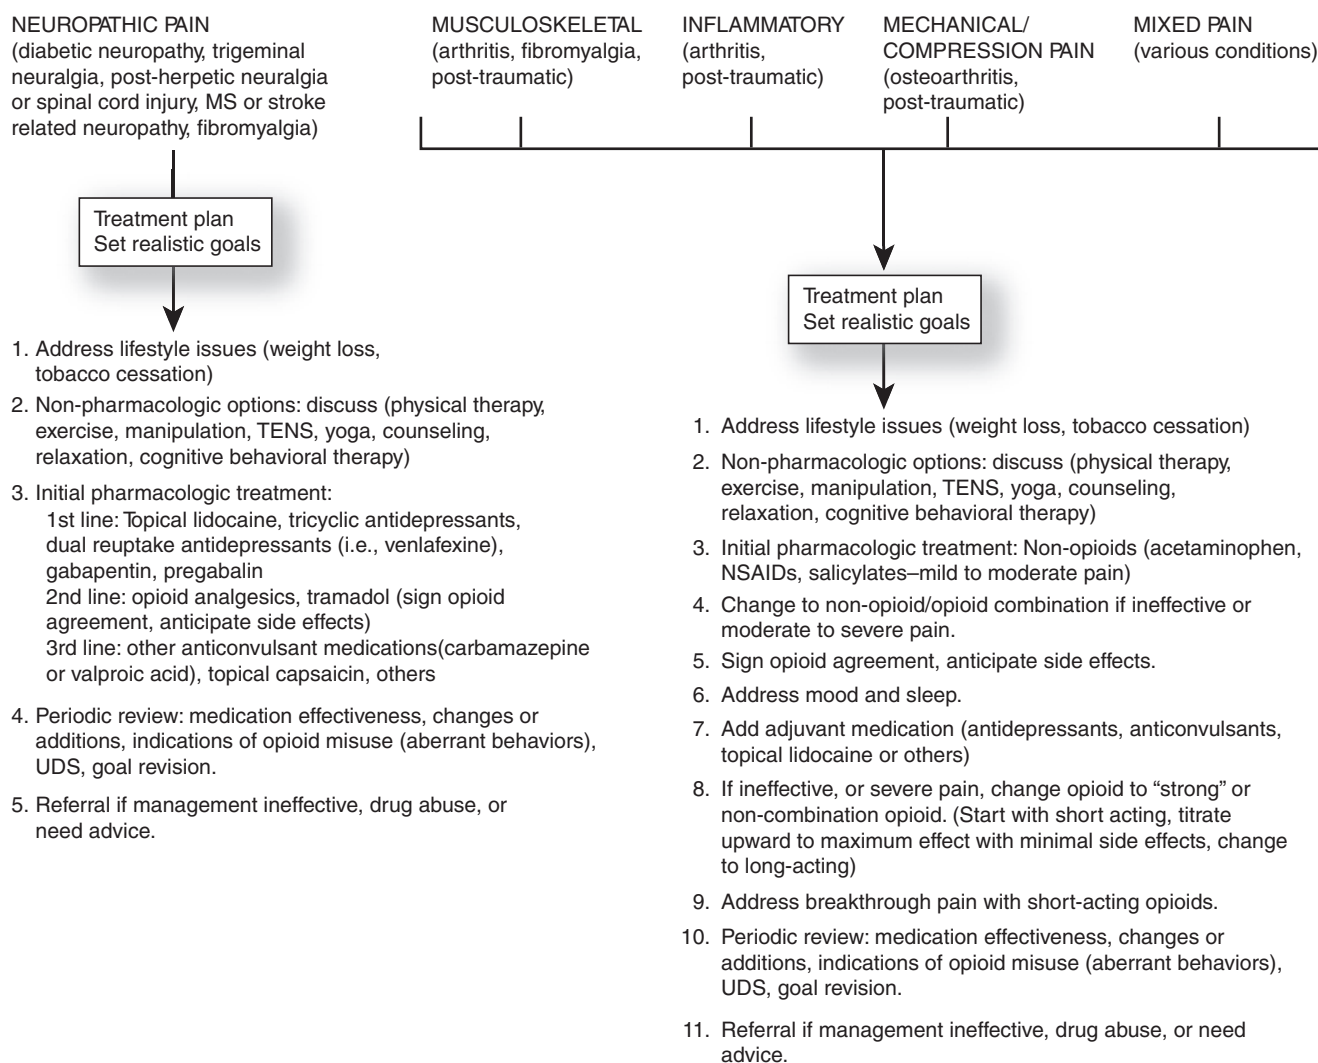 NEUROPATHIC PAIN
(diabetic neuropathy, trigeminal
neuralgia, post-herpetic neuralgia
or spinal cord injury, MS or stroke
related neuropathy, fibromyalgia)
MUSCULOSKELETAL
(arthritis, fibromyalgia,
post-traumatic)
INFLAMMATORY
(arthritis,
post-traumatic)
MECHANICAL/
COMPRESSION PAIN
(osteoarthritis,
post-traumatic)
MIXED PAIN
(various conditions)
Treatment plan
Set realistic goals
1. Address lifestyle issues (weight loss,
tobacco cessation)
2. Non-pharmacologic options: discuss (physical therapy,
exercise, manipulation, TENS, yoga, counseling,
relaxation, cognitive behavioral therapy)
3. Initial pharmacologic treatment:
1st line: Topical lidocaine, tricyclic antidepressants,
dual reuptake antidepressants (i.e., venlafexine),
gabapentin, pregabalin
2nd line: opioid analgesics, tramadol (sign opioid
agreement, anticipate side effects)
3rd line: other anticonvulsant medications(carbamazepine
or valproic acid), topical capsaicin, others
4. Periodic review: medication effectiveness, changes or
additions, indications of opioid misuse (aberrant behaviors),
UDS, goal revision.
5. Referral if management ineffective, drug abuse, or
need advice.
Treatment plan
Set realistic goals
1. Address lifestyle issues (weight loss, tobacco cessation)
2. Non-pharmacologic options: discuss (physical therapy,
exercise, manipulation, TENS, yoga, counseling,
relaxation, cognitive behavioral therapy)
3. Initial pharmacologic treatment: Non-opioids (acetaminophen,
NSAIDs, salicylates–mild to moderate pain)
4. Change to non-opioid/opioid combination if ineffective or
moderate to severe pain.
5. Sign opioid agreement, anticipate side effects.
6. Address mood and sleep.
7. Add adjuvant medication (antidepressants, anticonvulsants,
topical lidocaine or others)
8. If ineffective, or severe pain, change opioid to “strong” or
non-combination opioid. (Start with short acting, titrate
upward to maximum effect with minimal side effects, change
to long-acting)
9. Address breakthrough pain with short-acting opioids.
10. Periodic review: medication effectiveness, changes or
additions, indications of opioid misuse (aberrant behaviors),
UDS, goal revision.
11. Referral if management ineffective, drug abuse, or need
advice.